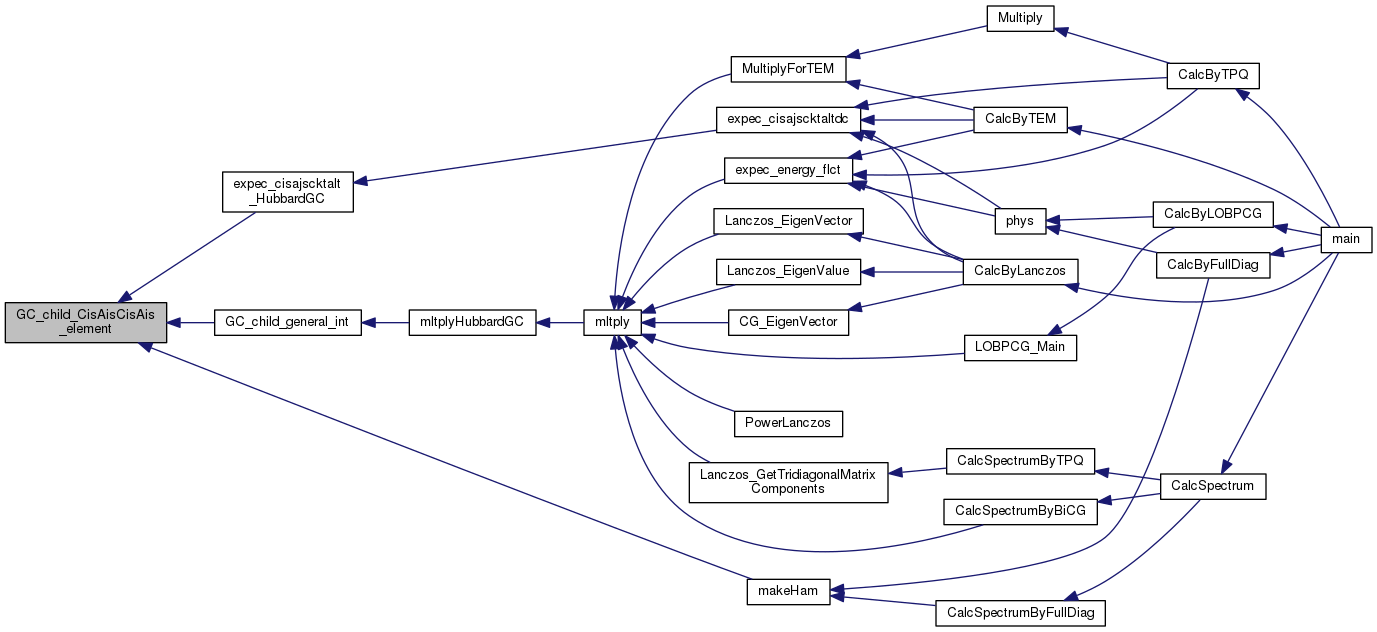 Multiply
MultiplyForTEM
CalcByTPQ
expec_cisajscktaltdc
CalcByTEM
expec_energy_flct
expec_cisajscktalt
_HubbardGC
Lanczos_EigenVector
phys
CalcByLOBPCG
main
CalcByFullDiag
Lanczos_EigenValue
CalcByLanczos
GC_child_CisAisCisAis
_element
GC_child_general_int
mltplyHubbardGC
mltply
CG_EigenVector
LOBPCG_Main
PowerLanczos
Lanczos_GetTridiagonalMatrix
Components
CalcSpectrumByTPQ
CalcSpectrum
CalcSpectrumByBiCG
makeHam
CalcSpectrumByFullDiag